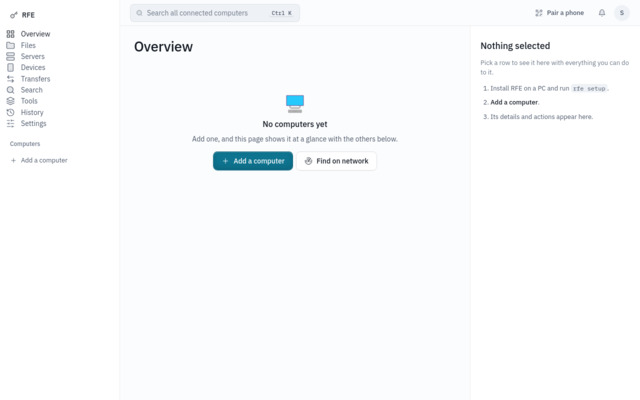 RFE
Overview
Files
Servers
Devices
Transfers
Search
Tools
History
Settings
Computers
Add a computer
Search all connected computers
Ctrl K
Pair a phone
S
Overview
No computers yet
Add one, and this page shows it at a glance with the others below.
Add a computer
Find on network
Nothing selected
Pick a row to see it here with everything you can do
to it.
1. Install RFE on a PC and run rfe setup.
2. Add a computer.
3. Its details and actions appear here.